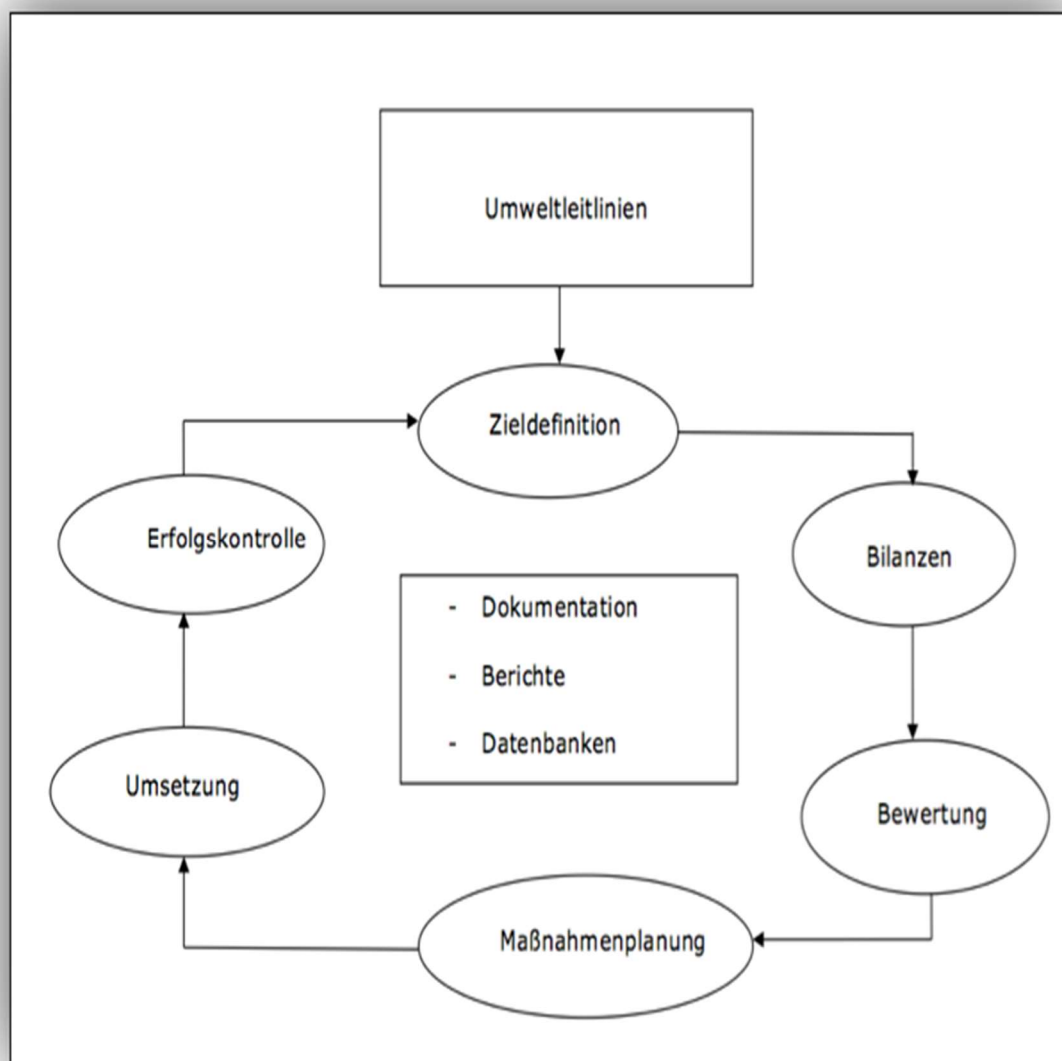 Umweltleitlinien
Zieldefinition
Erfolgskontrolle
Bilanzen
- Dokumentation
- Berichte
- Datenbanken
Umsetzung
Bewertung
Maßnahmenplanung